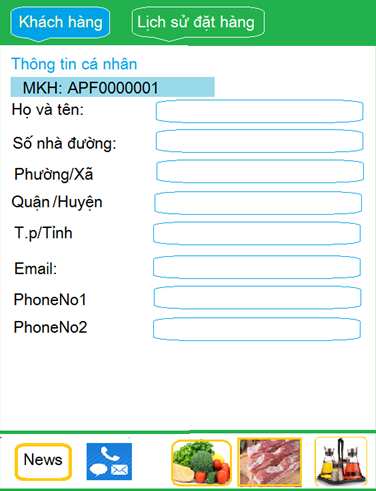 Khách hàng
Lịch sử đặt hàng
Thông tin cá nhân
MKH: APF0000001
Họ và tên:
Số nhà đường:
Phường/Xã
Quận/Huyện
T.p/Tỉnh
Email:
PhoneNo1
PhoneNo2
News